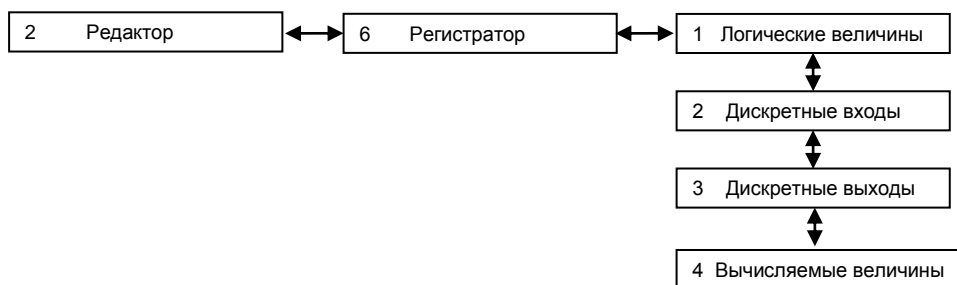 2 Редактор
6 Регистратор
1 Логические величины
2 Дискретные входы
3 Дискретные выходы
4 Вычисляемые величины